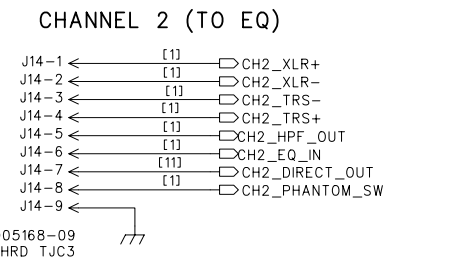 CHANNEL 2 (TO EQ)
J14-1 [1] CH2_XLR+
J14-2 [1] CH2_XLR-
J14-3 [1] CH2_TRS-
J14-4 [1] CH2_TRS+
J14-5 [1] CH2_HPF_OUT
J14-6 [1] CH2_EQ_IN
J14-7 [11] CH2_DIRECT_OUT
J14-8 [1] CH2_PHANTOM_SW
J14-9
05168-09
HRD TJC3